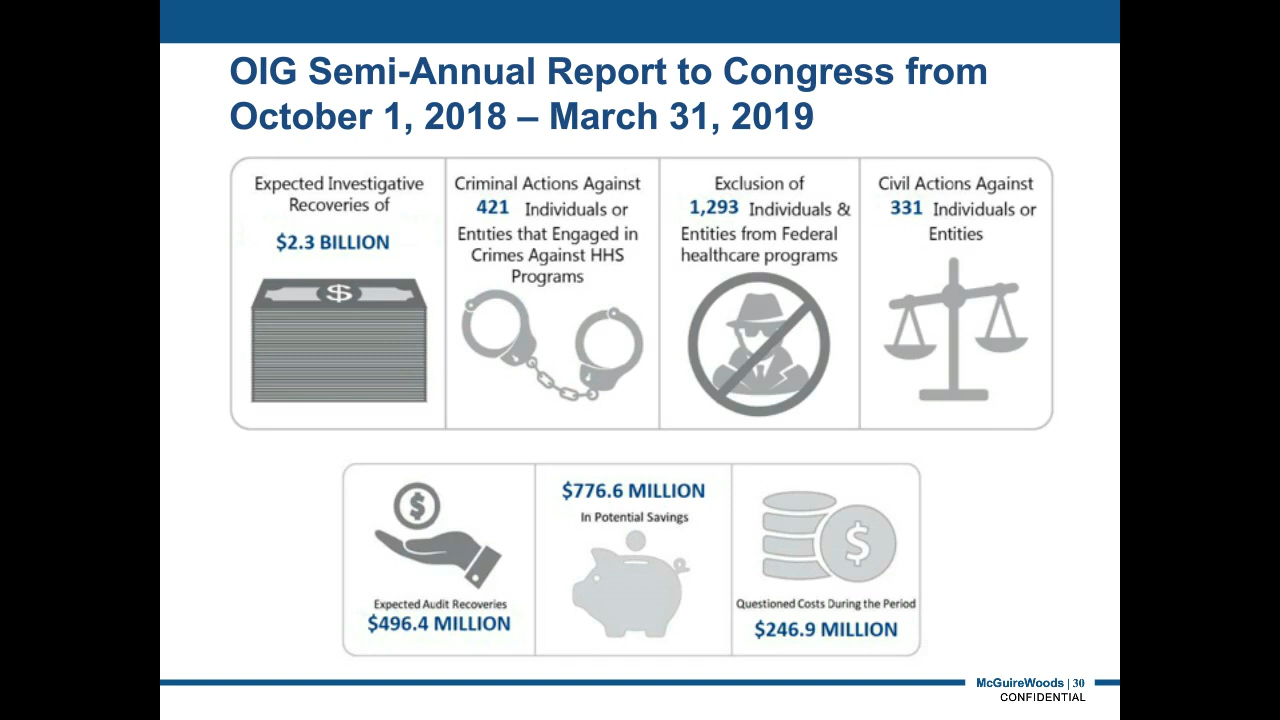 OIG Semi-Annual Report to Congress from
October 1, 2018 – March 31, 2019
Expected Investigative
Recoveries of
$2.3 BILLION
$
Criminal Actions Against
421 Individuals or
Entities that Engaged in
Crimes Against HHS
Programs
Exclusion of
1,293 Individuals &
Entities from Federal
healthcare programs
Civil Actions Against
331 Individuals or
Entities
$
Expected Audit Recoveries
$496.4 MILLION
$776.6 MILLION
In Potential Savings
$
Questioned Costs During the Period
$246.9 MILLION
McGuireWoods | 30
CONFIDENTIAL